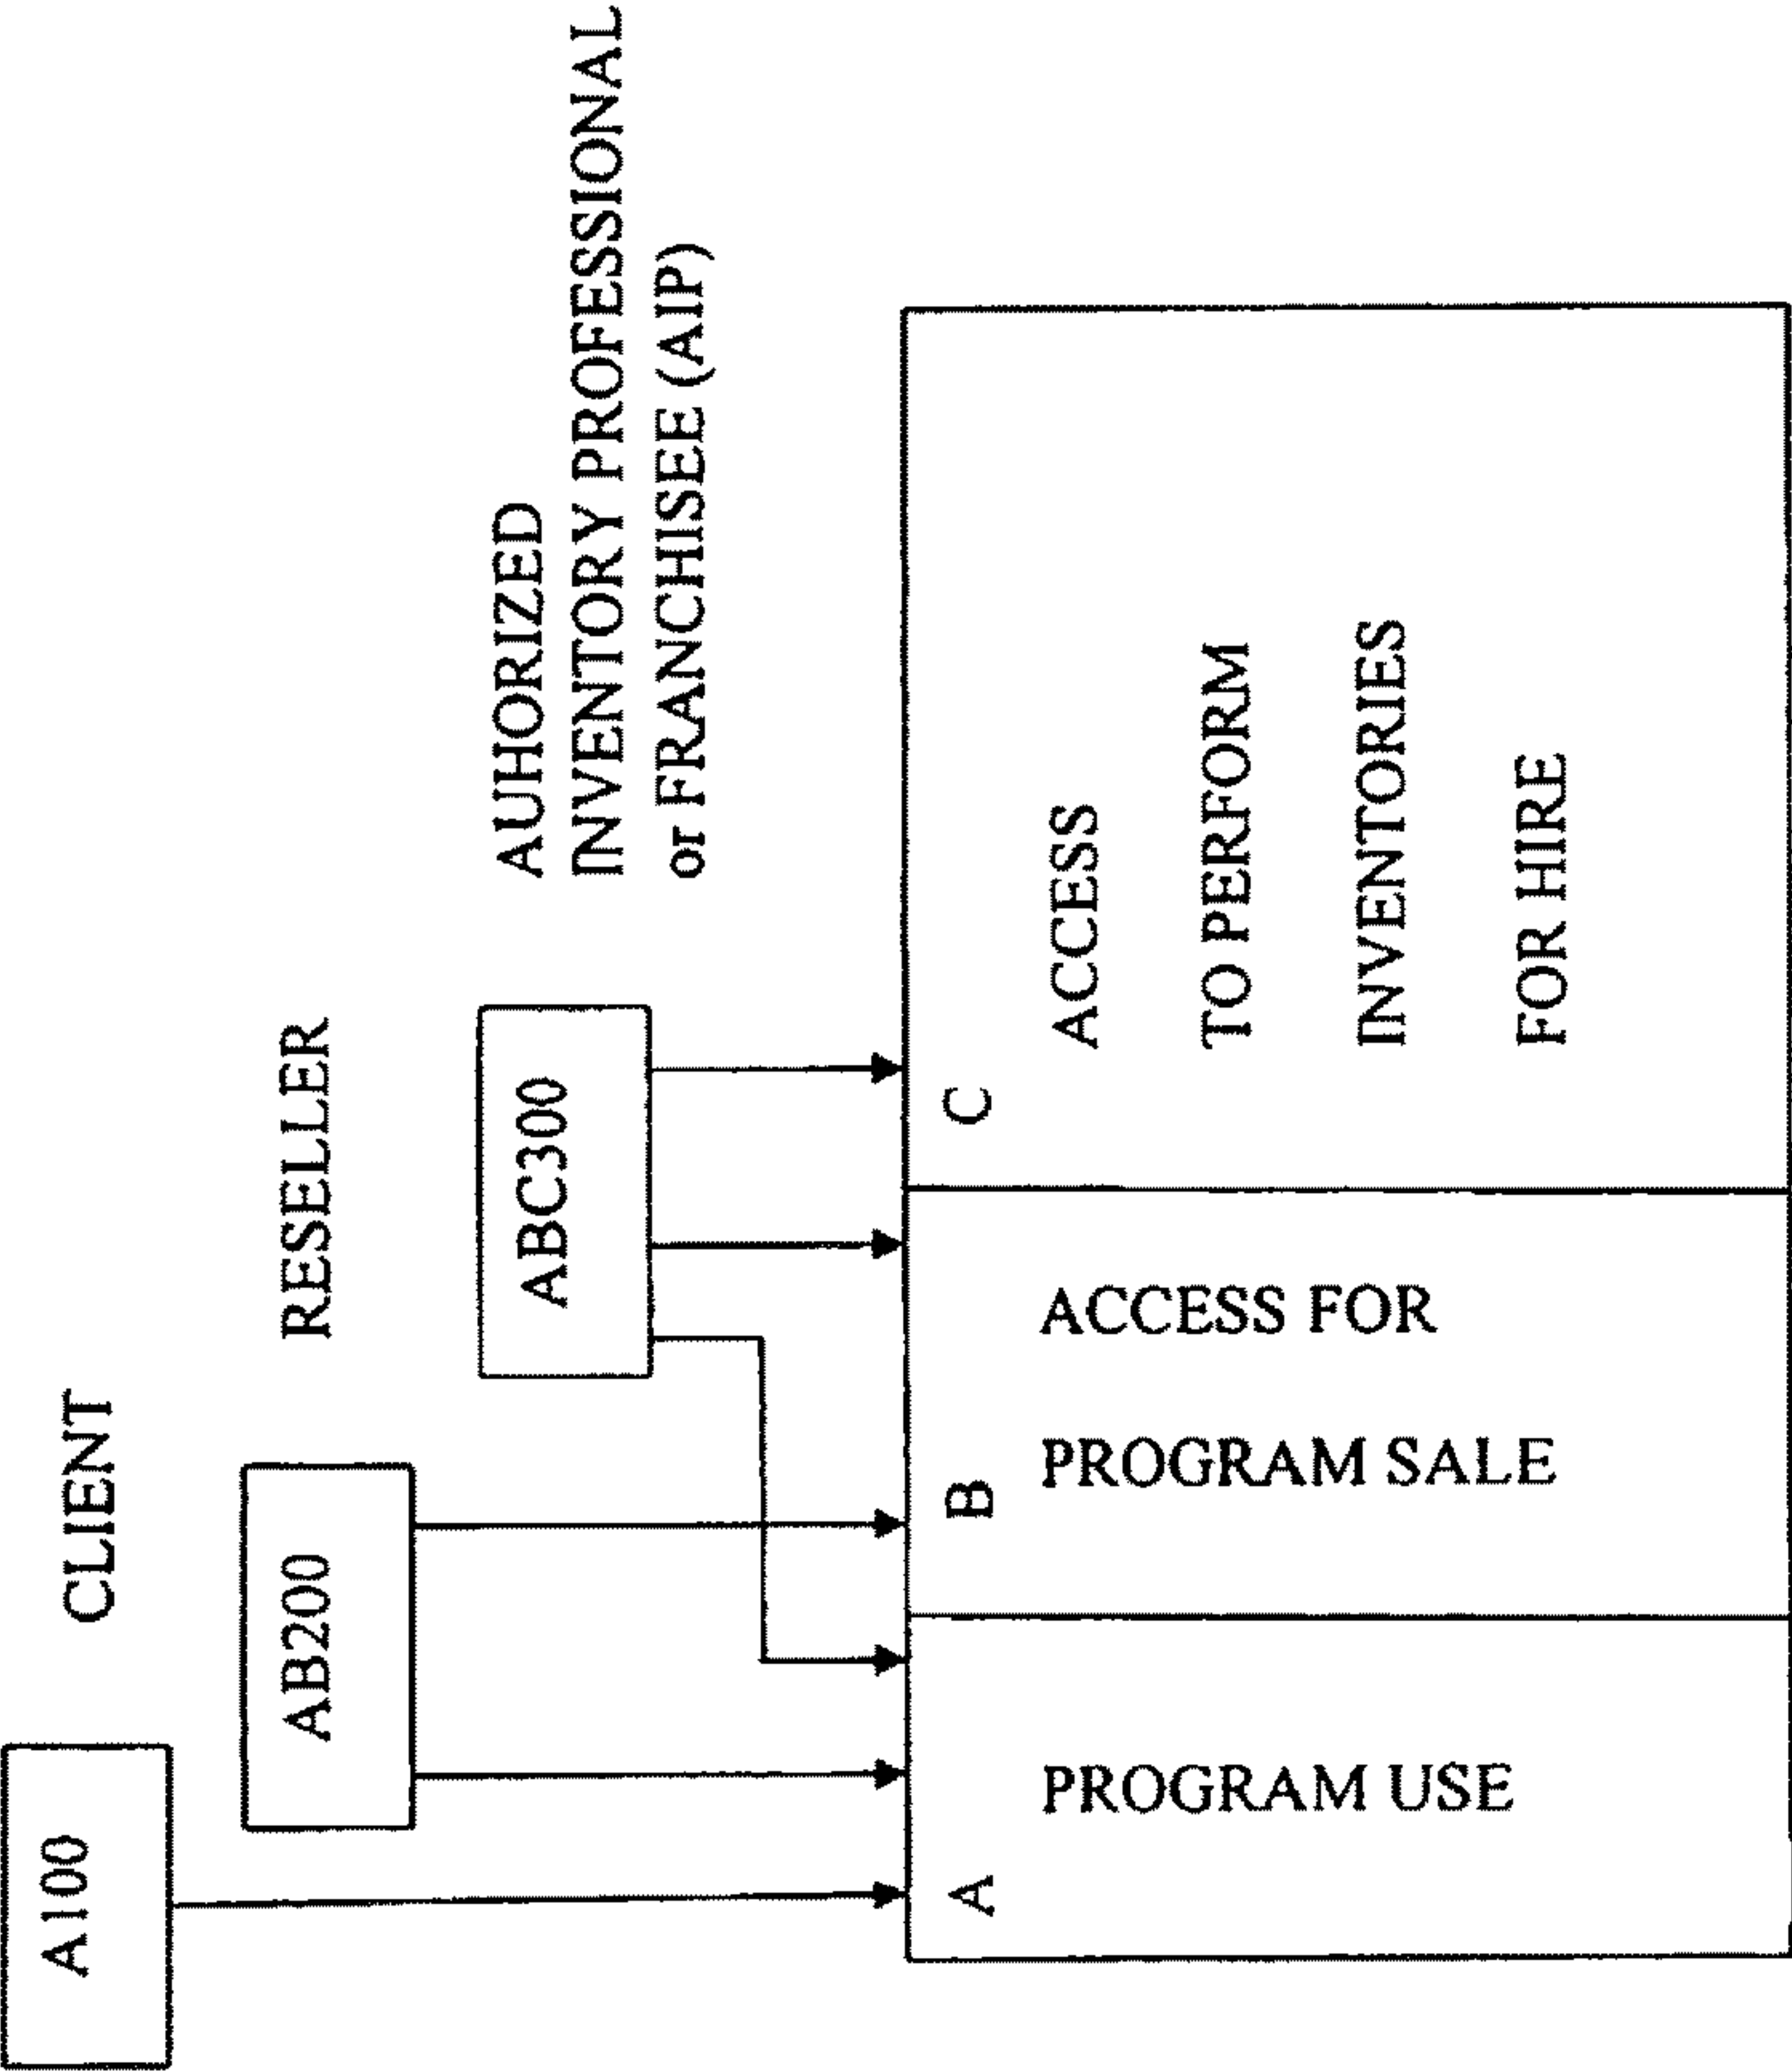 A100
CLIENT
AB200
RESELLER
ABC300
AUHORIZED
INVENTORY PROFESSIONAL
or FRANCHISEE (AIP)
A
PROGRAM USE
B
ACCESS FOR
PROGRAM SALE
C
ACCESS
TO PERFORM
INVENTORIES
FOR HIRE